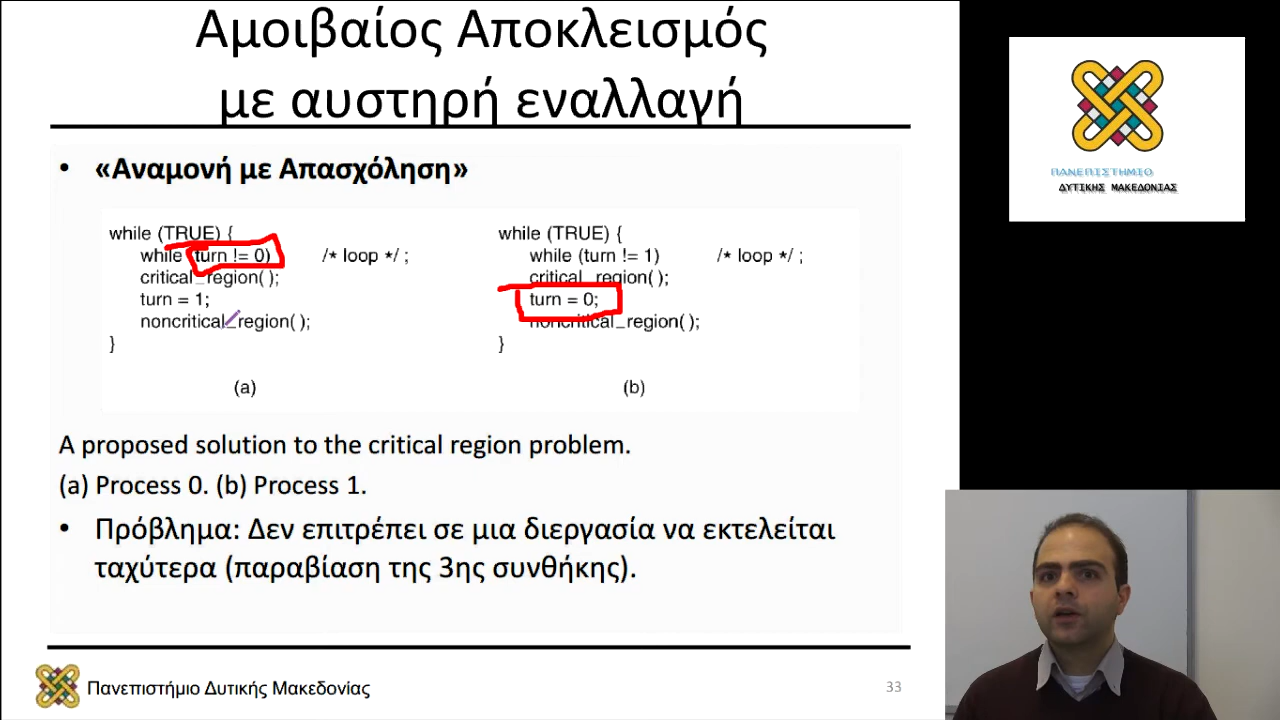 Αμοιβαίος Αποκλεισμός
με αυστηρή εναλλαγή
• «Αναμονή με Απασχόληση»
while (TRUE) {
while (turn != 0) /* loop */ ;
critical_region( );
turn = 1;
noncritical_region( );
}
(a)
while (TRUE) {
while (turn != 1) /* loop */ ;
critical_region( );
turn = 0;
noncritical_region( );
}
(b)
A proposed solution to the critical region problem.
(a) Process 0. (b) Process 1.
• Πρόβλημα: Δεν επιτρέπει σε μια διεργασία να εκτελείται
ταχύτερα (παραβίαση της 3ης συνθήκης).
Πανεπιστήμιο Δυτικής Μακεδονίας
33
ΠΑΝΕΠΙΣΤΗΜΙΟ
ΔΥΤΙΚΗΣ ΜΑΚΕΔΟΝΙΑΣ